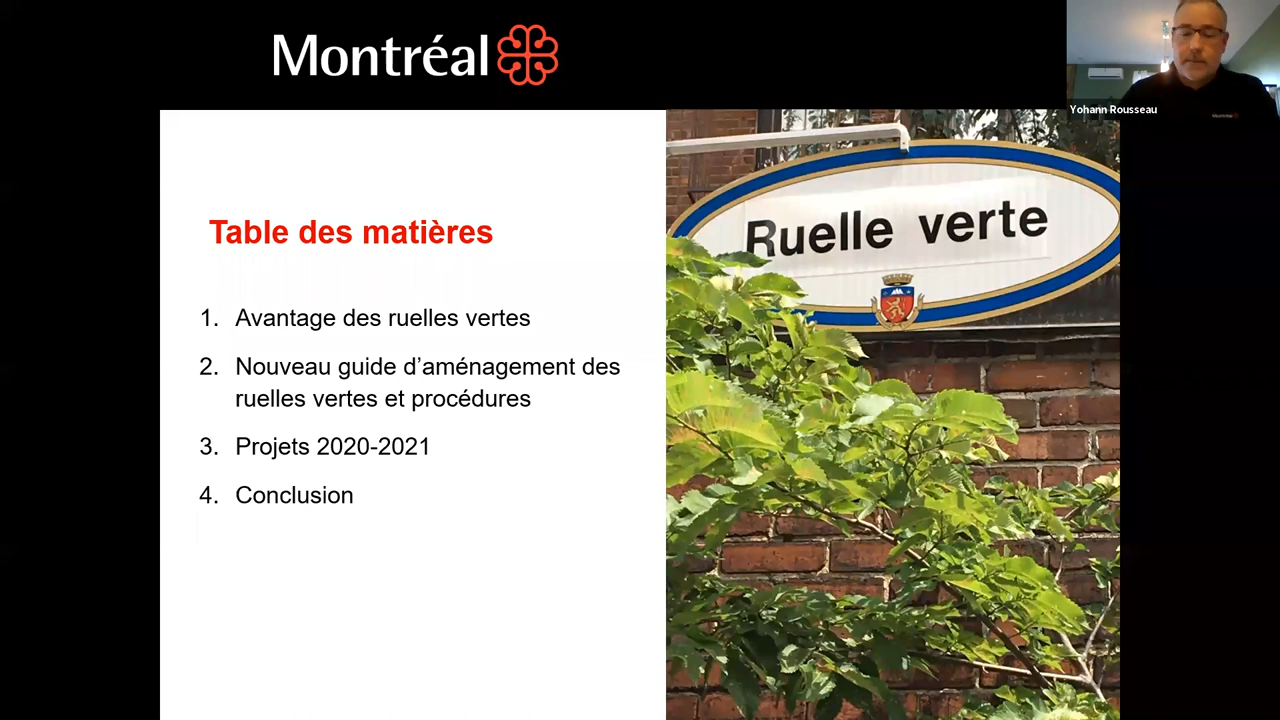 Montréal
Yohann Rousseau
Ruelle verte
Table des matières
1. Avantage des ruelles vertes
2. Nouveau guide d’aménagement des
ruelles vertes et procédures
3. Projets 2020-2021
4. Conclusion